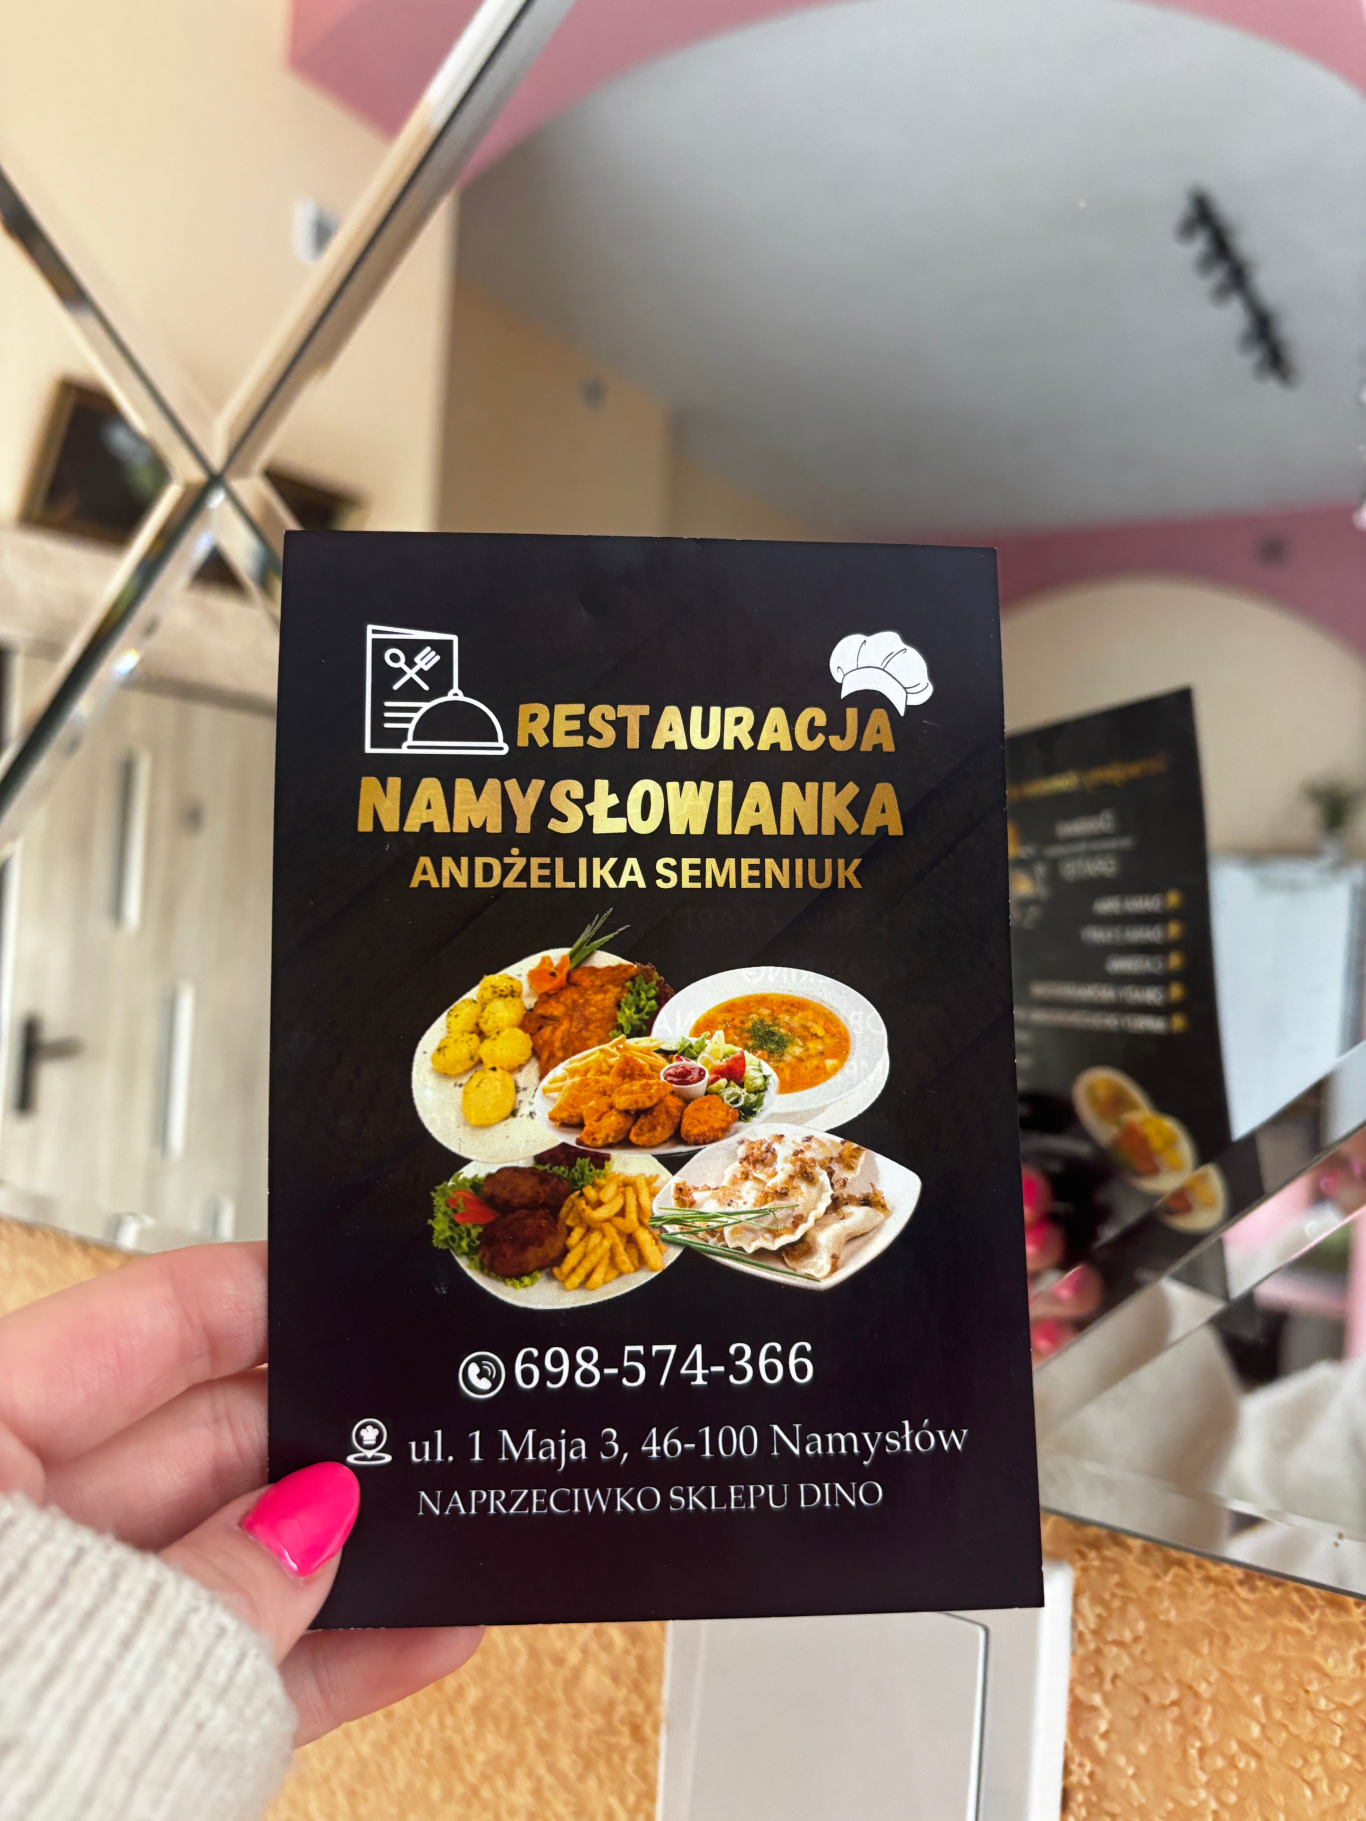 RESTAURACJA
NAMYSŁOWIANKA
ANDŻELIKA SEMENIUK
698-574-366
ul. 1 Maja 3, 46-100 Namysłów
NAPRZECIWKO SKLEPU DINO